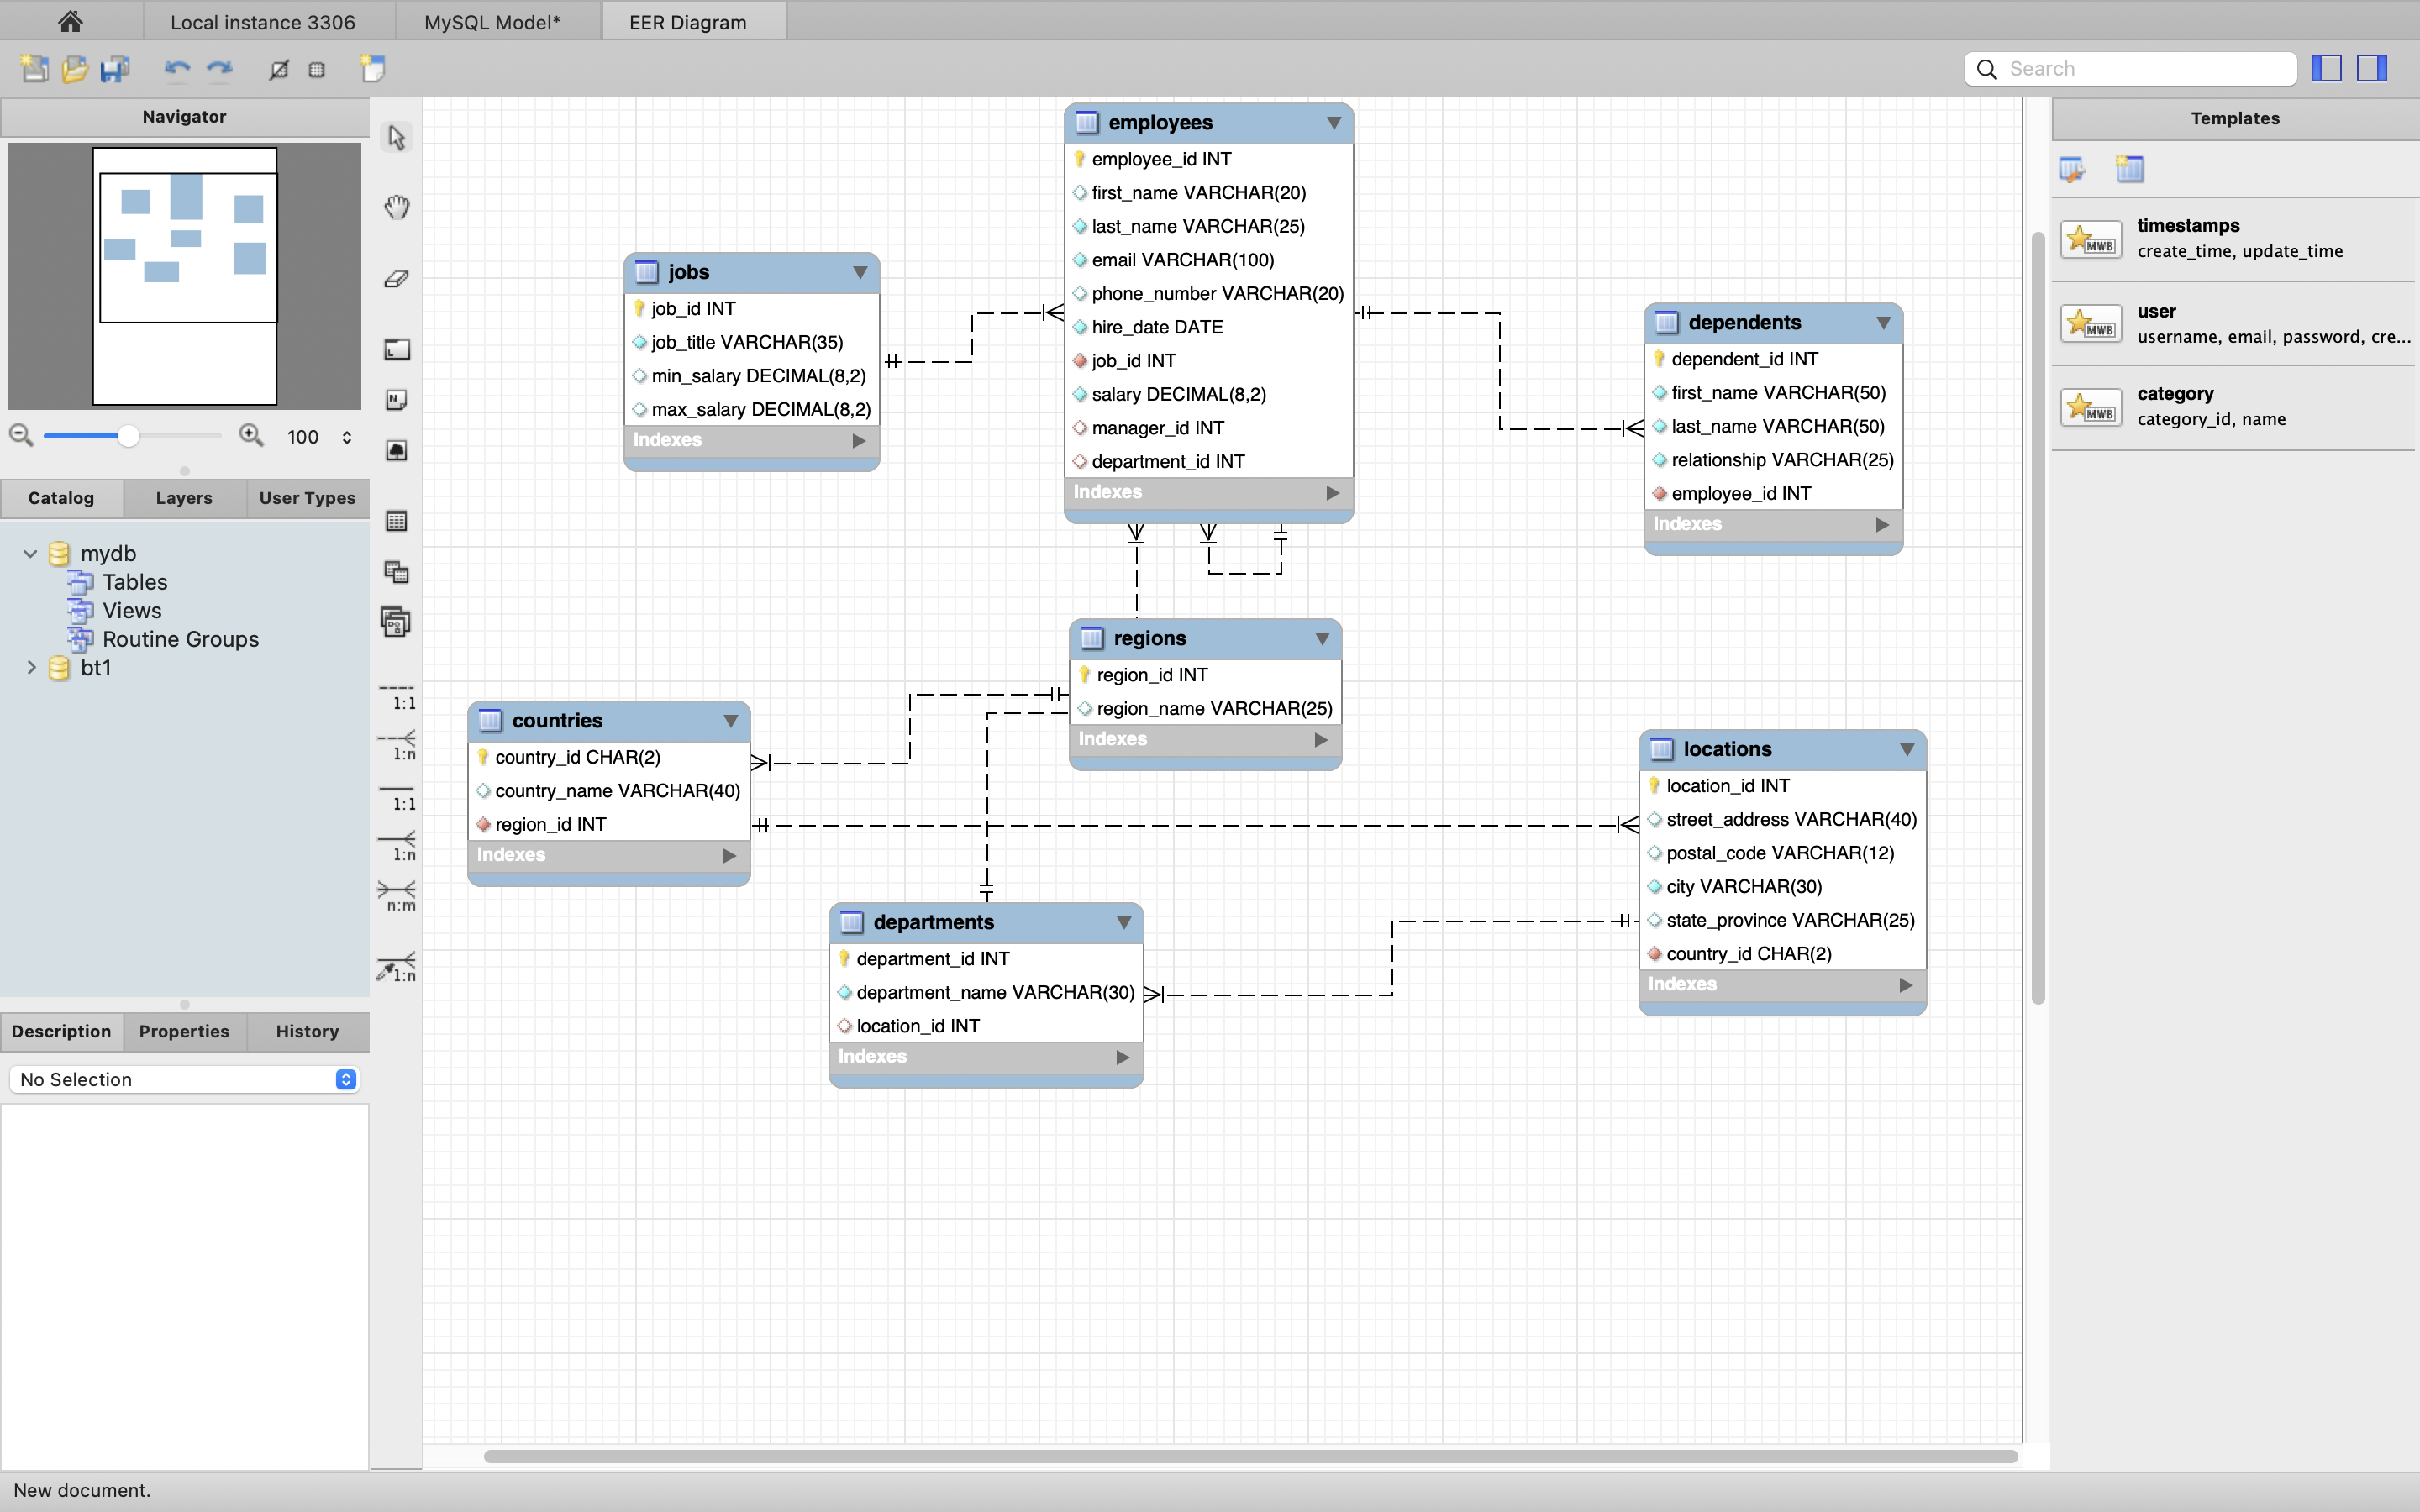 Local instance 3306
MySQL Model*
EER Diagram
Search
Navigator
100
Catalog
Layers
User Types
mydb
Tables
Views
Routine Groups
bt1
Description
Properties
History
No Selection
New document.
1:1
1:n
1:1
1:n
n:m
1:n
employees
employee_id INT
first_name VARCHAR(20)
last_name VARCHAR(25)
email VARCHAR(100)
phone_number VARCHAR(20)
hire_date DATE
job_id INT
salary DECIMAL(8,2)
manager_id INT
department_id INT
Indexes
jobs
job_id INT
job_title VARCHAR(35)
min_salary DECIMAL(8,2)
max_salary DECIMAL(8,2)
Indexes
dependents
dependent_id INT
first_name VARCHAR(50)
last_name VARCHAR(50)
relationship VARCHAR(25)
employee_id INT
Indexes
regions
region_id INT
region_name VARCHAR(25)
Indexes
countries
country_id CHAR(2)
country_name VARCHAR(40)
region_id INT
Indexes
locations
location_id INT
street_address VARCHAR(40)
postal_code VARCHAR(12)
city VARCHAR(30)
state_province VARCHAR(25)
country_id CHAR(2)
Indexes
departments
department_id INT
department_name VARCHAR(30)
location_id INT
Indexes
Templates
MWB
timestamps
create_time, update_time
MWB
user
username, email, password, cre...
MWB
category
category_id, name